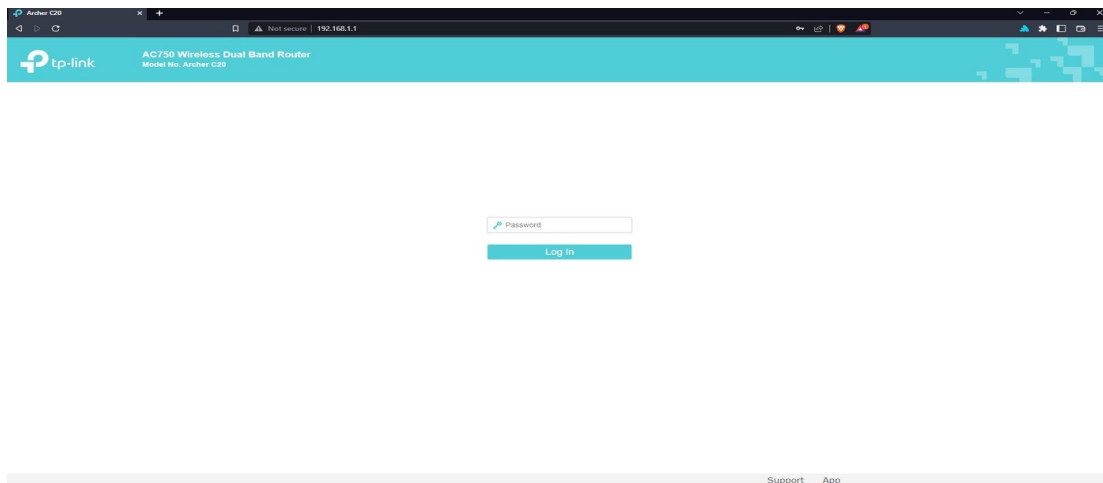 Archer C20
Not secure | 192.168.1.1
tp-link
AC750 Wireless Dual Band Router
Model No. Archer C20
Password
Log in
Support App